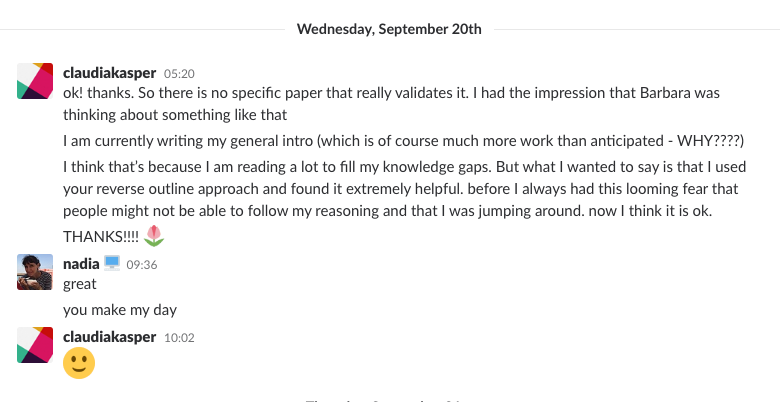 Wednesday, September 20th
claudiakasper 05:20
ok! thanks. So there is no specific paper that really validates it. I had the impression that Barbara was
thinking about something like that
I am currently writing my general intro (which is of course much more work than anticipated - WHY????)
I think that's because I am reading a lot to fill my knowledge gaps. But what I wanted to say is that I used
your reverse outline approach and found it extremely helpful. before I always had this looming fear that
people might not be able to follow my reasoning and that I was jumping around. now I think it is ok.
THANKS!!!! 🌷
nadia 🖥️ 09:36
great
you make my day
claudiakasper 10:02
🙂